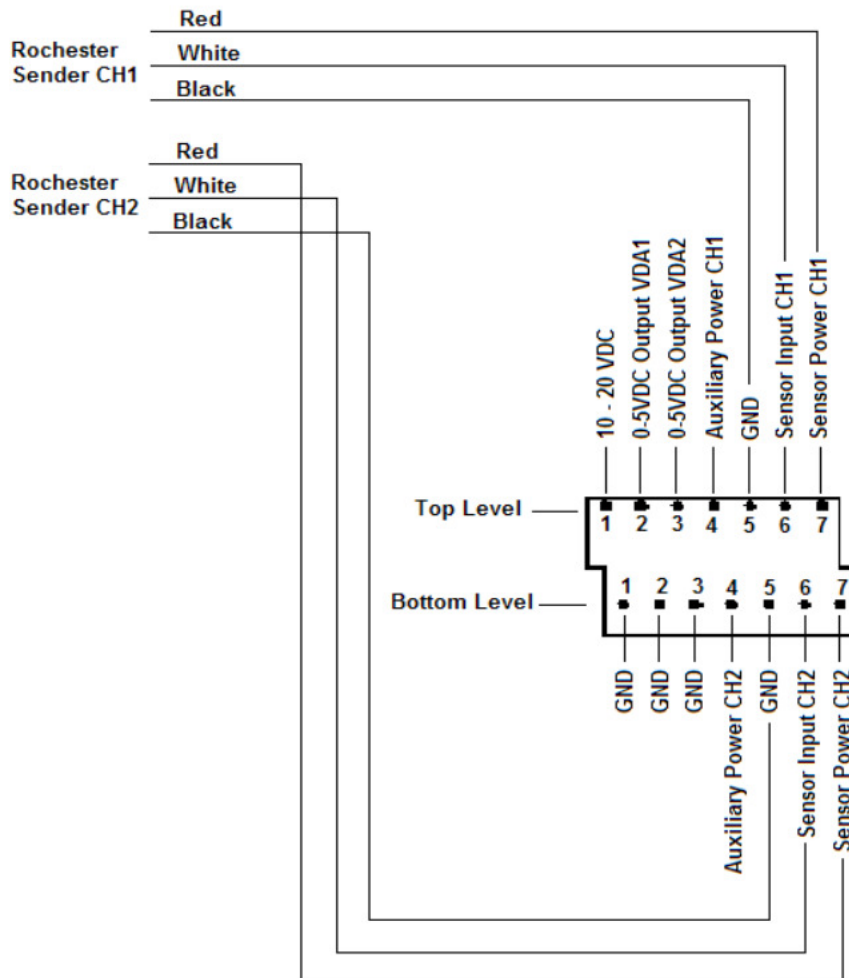 Red
Rochester
Sender CH1
White
Black
Red
Rochester
Sender CH2
White
Black
10 - 20 VDC
0-5VDC Output VDA1
0-5VDC Output VDA2
Auxiliary Power CH1
GND
Sensor Input CH1
Sensor Power CH1
Top Level
1 2 3 4 5 6 7
Bottom Level
1 2 3 4 5 6 7
GND
GND
GND
Auxiliary Power CH2
GND
Sensor Input CH2
Sensor Power CH2